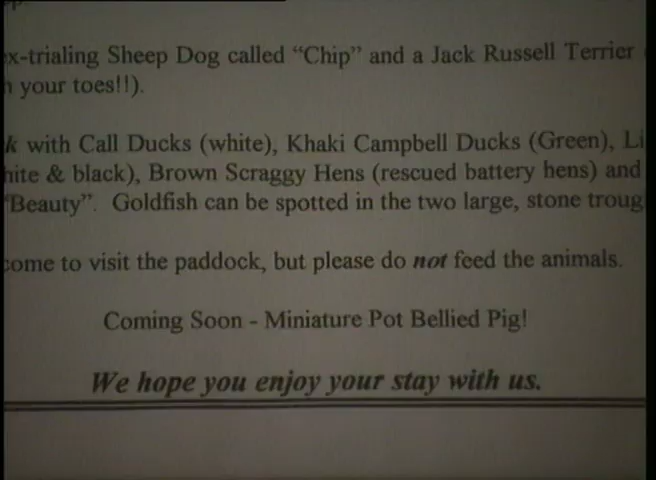 x-trialing Sheep Dog called “Chip” and a Jack Russell Terrier
your toes!!).
k with Call Ducks (white), Khaki Campbell Ducks (Green), Li
hite & black), Brown Scraggy Hens (rescued battery hens) and
“Beauty”. Goldfish can be spotted in the two large, stone troug
come to visit the paddock, but please do not feed the animals.
Coming Soon - Miniature Pot Bellied Pig!
We hope you enjoy your stay with us.